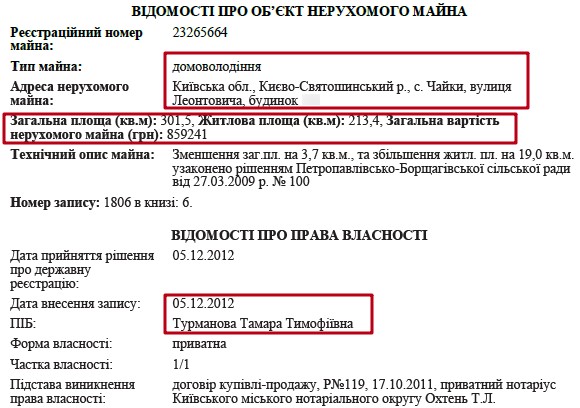 ВІДОМОСТІ ПРО ОБ’ЄКТ НЕРУХОМОГО МАЙНА
Реєстраційний номер майна: 23265664
Тип майна: домоволодіння
Адреса нерухомого майна: Київська обл., Києво-Святошинський р., с. Чайки, вулиця Леонтовича, будинок
Загальна площа (кв.м): 301,5, Житлова площа (кв.м): 213,4, Загальна вартість
нерухомого майна (грн): 859241
Технічний опис майна: Зменшення заг.пл. на 3,7 кв.м., та збільшення житл. пл. на 19,0 кв.м. узаконено рішенням Петропавлівсько-Борщагівської сільської ради від 27.03.2009 р. № 100
Номер запису: 1806 в книзі: 6.
ВІДОМОСТІ ПРО ПРАВА ВЛАСНОСТІ
Дата прийняття рішення про державну реєстрацію: 05.12.2012
Дата внесення запису: 05.12.2012
ПІБ: Турманова Тамара Тимофіївна
Форма власності: приватна
Частка власності: 1/1
Підстава виникнення права власності: договір купівлі-продажу, Р№119, 17.10.2011, приватний нотаріус Київського міського нотаріального округу Охтень Т.Л.